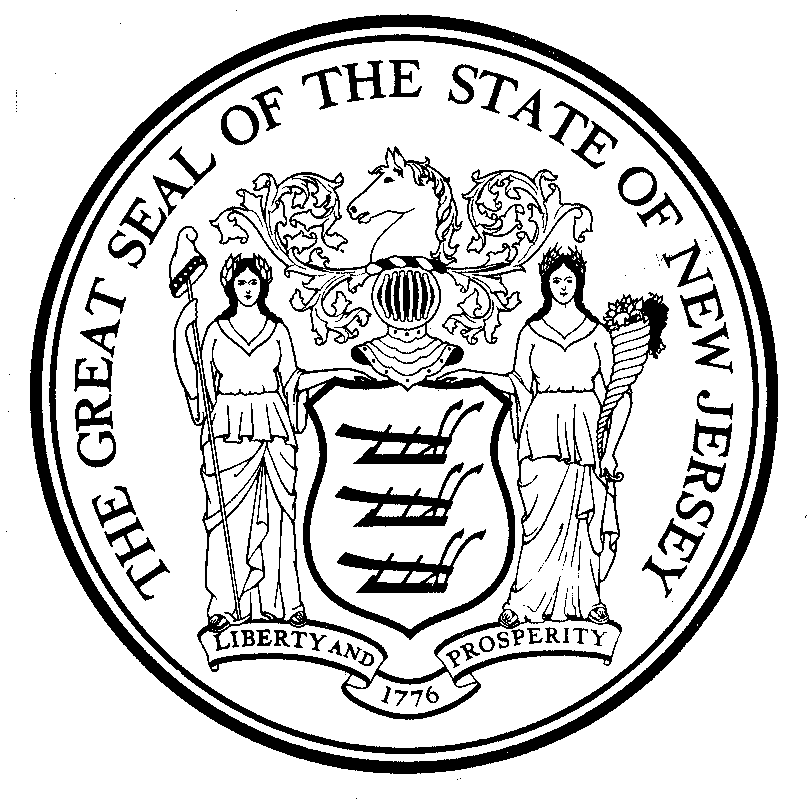 THE GREAT SEAL OF THE STATE OF NEW JERSEY
LIBERTY AND PROSPERITY
1776